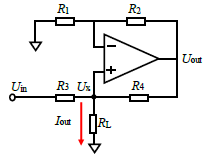 R1 R2
−
+
Uout
Uin R3 Ux R4
Iout RL